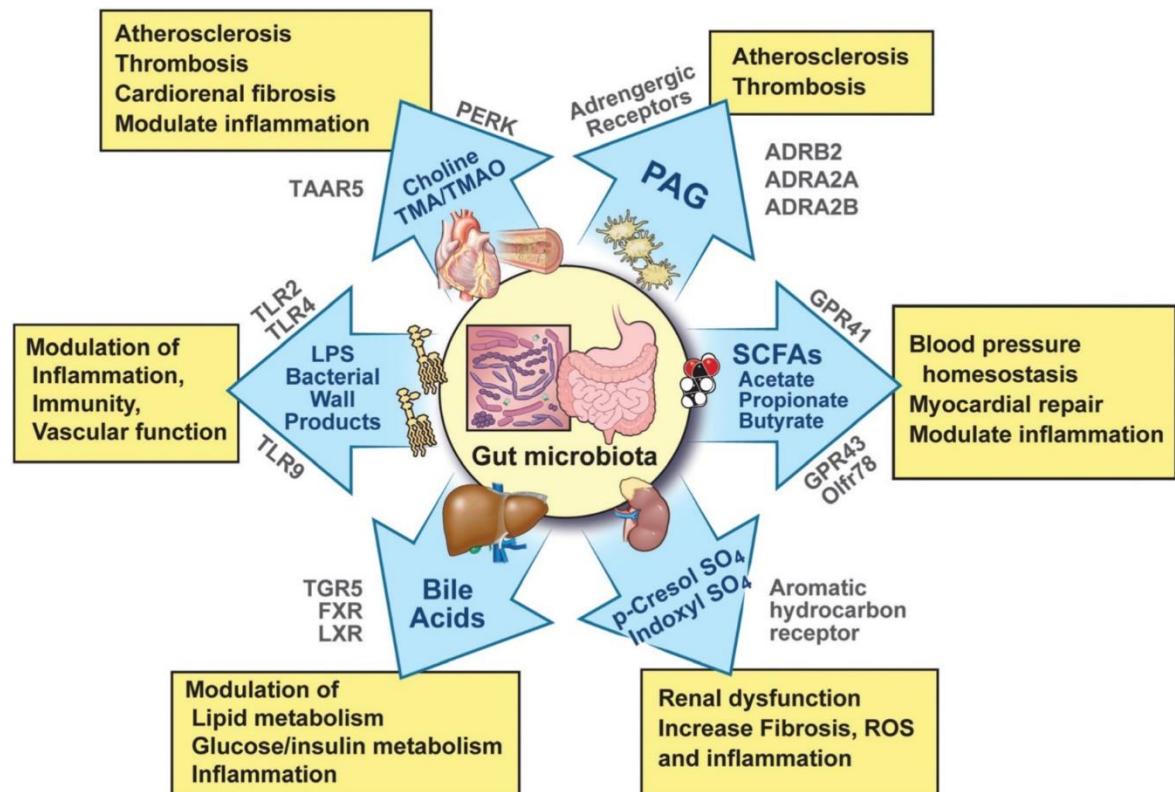 Atherosclerosis
Thrombosis
Cardiorenal fibrosis
Modulate inflammation
PERK
TAAR5
Choline
TMA/TMAO
Adrengergic
Receptors
Atherosclerosis
Thrombosis
PAG
ADRB2
ADRA2A
ADRA2B
TLR2
TLR4
Modulation of
Inflammation,
Immunity,
Vascular function
LPS
Bacterial
Wall
Products
TLR9
Gut microbiota
GPR41
SCFAs
Acetate
Propionate
Butyrate
GPR43
Olfr78
Blood pressure
homesostasis
Myocardial repair
Modulate inflammation
TGR5
FXR
LXR
Bile
Acids
Modulation of
Lipid metabolism
Glucose/insulin metabolism
Inflammation
p-Cresol SO₄
Indoxyl SO₄
Aromatic
hydrocarbon
receptor
Renal dysfunction
Increase Fibrosis, ROS
and inflammation